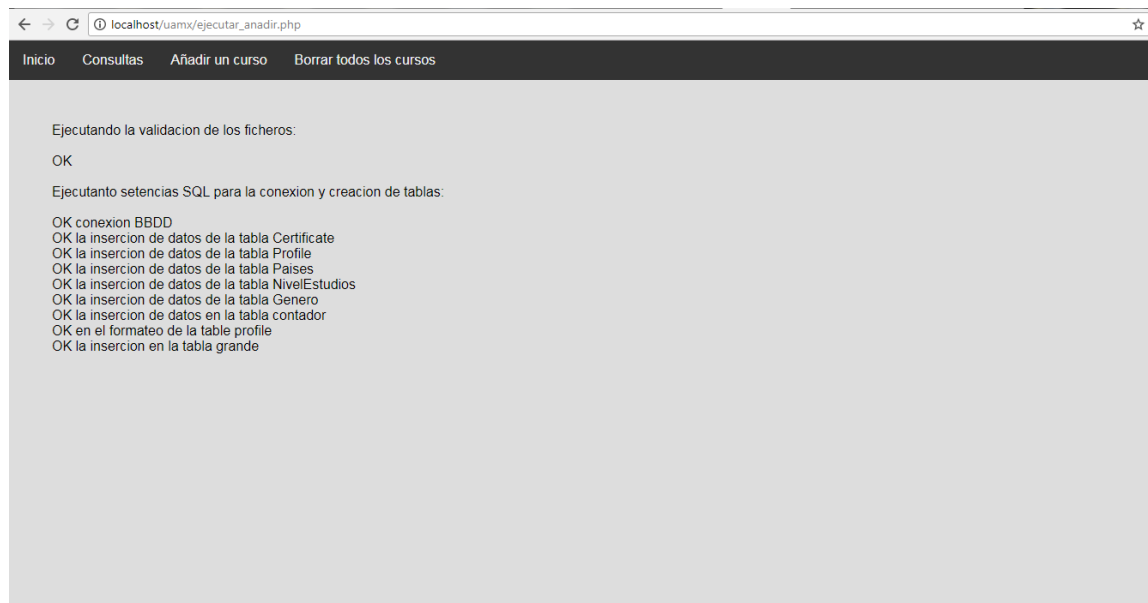 localhost/uamx/ejecutar_anadir.php
Inicio Consultas Añadir un curso Borrar todos los cursos
Ejecutando la validacion de los ficheros:
OK
Ejecutanto setencias SQL para la conexion y creacion de tablas:
OK conexion BBDD
OK la insercion de datos de la tabla Certificate
OK la insercion de datos de la tabla Profile
OK la insercion de datos de la tabla Paises
OK la insercion de datos de la tabla NivelEstudios
OK la insercion de datos de la tabla Genero
OK la insercion de datos en la tabla contador
OK en el formateo de la table profile
OK la insercion en la tabla grande